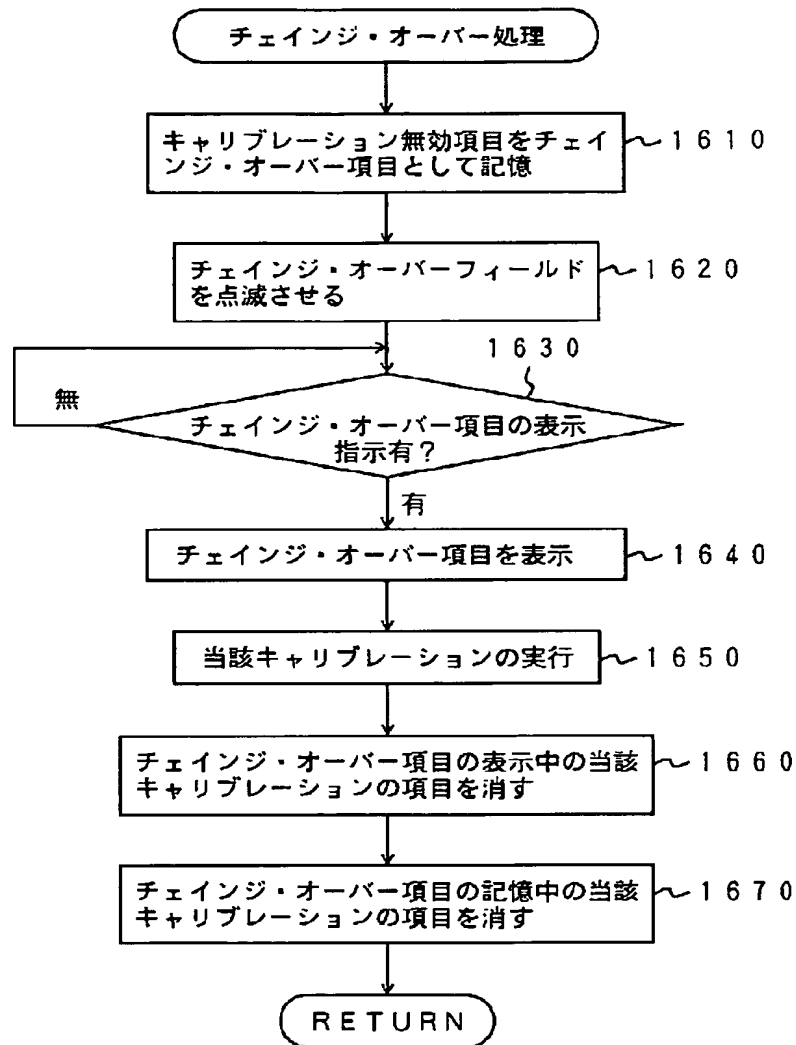 チェインジ・オーバー処理
キャリブレーション無効項目をチェイ
ンジ・オーバー項目として記憶
1610
チェインジ・オーバーフィールド
を点滅させる
1620
1630
無
チェインジ・オーバー項目の表示
指示有?
有
チェインジ・オーバー項目を表示
1640
当該キャリブレーションの実行
1650
チェインジ・オーバー項目の表示中の当該
キャリブレーションの項目を消す
1660
チェインジ・オーバー項目の記憶中の当該
キャリブレーションの項目を消す
1670
RETURN